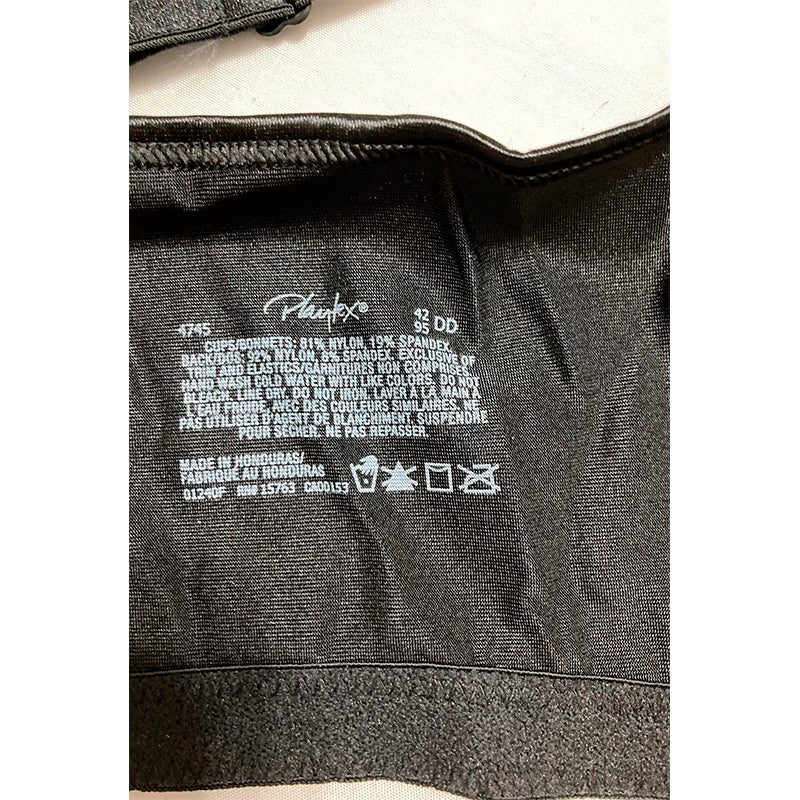 Playtex®
4745
42
95 DD
CUPS/BONNETS: 81% NYLON, 19% SPANDEX.
BACK/DOS: 92% NYLON, 8% SPANDEX. EXCLUSIVE OF
TRIM AND ELASTICS/GARNITURES NON COMPRISES.
HAND WASH COLD WATER WITH LIKE COLORS. DO NOT
BLEACH. LINE DRY. DO NOT IRON. LAVER À LA MAIN À
L'EAU FROIDE, AVEC DES COULEURS SIMILAIRES. NE
PAS UTILISER D'AGENT DE BLANCHIMENT. SUSPENDRE
POUR SÉCHER. NE PAS REPASSER.
MADE IN HONDURAS/
FABRIQUÉ AU HONDURAS
0124DF RN 15763 CA00153